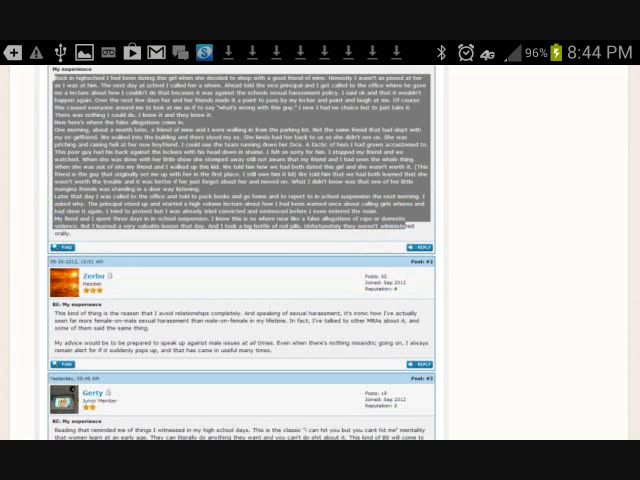 4G 96% 8:44 PM
My experience
Back in highschool I had been dating this girl when she decided to sleep with a good friend of mine. Honestly I wasn't as pissed at her
as I was at him. The next day at school I called her a whore. Ahead told the vice principal and I got called to the office where he gave
me a lecture about how I couldn't do that because it was against the schools sexual harassment policy. I said ok and that it wouldn't
happen again. Over the next few days her and her friends made it a point to pass by my locker and point and laugh at me. Of course
this caused everyone around me to look at me as if to say "what's wrong with this guy." I now I had no choice but to just take it.
There was nothing I could do. I knew it and they knew it.
Now here's where the false allegations come in.
One morning, about a month later, a friend of mine and I were walking in from the parking lot. Not the same friend that had slept with
my ex girlfriend. We walked into the building and there stood my ex. She kinda had her back to us so she didn't see us. She was
pitching and raising hell at her new boyfriend. I could see the tears running down her face. A tactic of hers I had grown accustomed to.
This poor guy had his back against the lockers with his head down in shame. I felt so sorry for him. I stopped my friend and we
watched. When she was done with her little show she stomped away still not aware that my friend and I had seen the whole thing.
When she was out of site my friend and I walked up this kid. We told him how we had both dated this girl and she wasn't worth it. (This
friend is the guy that originally set me up with her in the first place. I still owe him it lol) We told him that we had both learned that she
wasn't worth the trouble and it was better if he just forget about her and moved on. What I didn't know was that one of her little
mangina friends was standing in a door way listening.
Later that day I was called to the office and told to pack books and go home and to report to in school suspension the next morning. I
asked why. The principal stood up and started a high volume lecture about how I had been warned once about calling girls whores and
had done it again. I tried to protest but I was already tried convicted and sentenced before I even entered the room.
My friend and I spent three days in in-school suspension. I know this is no where near like a false allegations of rape or domestic
violence. But I learned a very valuable lesson that day. And I took a big bottle of red pills. Unfortunately they weren't administered
orally.
FIND REPLY
09-26-2012, 10:51 AM Post: #2
Zerbu
Member
Posts: 92
Joined: Sep 2012
Reputation: 4
RE: My experience
This kind of thing is the reason that I avoid relationships completely. And speaking of sexual harassment, it's ironic how I've actually
seen far more female-on-male sexual harassment than male-on-female in my lifetime. In fact, I've talked to other MRAs about it, and
some of them said the same thing.
My advice would be to be prepared to speak up against male issues at all times. Even when there's nothing misandric going on, I always
remain alert for if it suddenly pops up, and that has came in useful many times.
FIND REPLY
Yesterday, 05:46 AM Post: #3
Gerty
Junior Member
Posts: 19
Joined: Sep 2012
Reputation: 2
RE: My experience
Reading that reminded me of things I witnessed in my high school days. This is the classic "i can hit you but you cant hit me" mentality
that women learn at an early age. They can literally do anything they want and you can't do shit about it. This kind of BS will come to